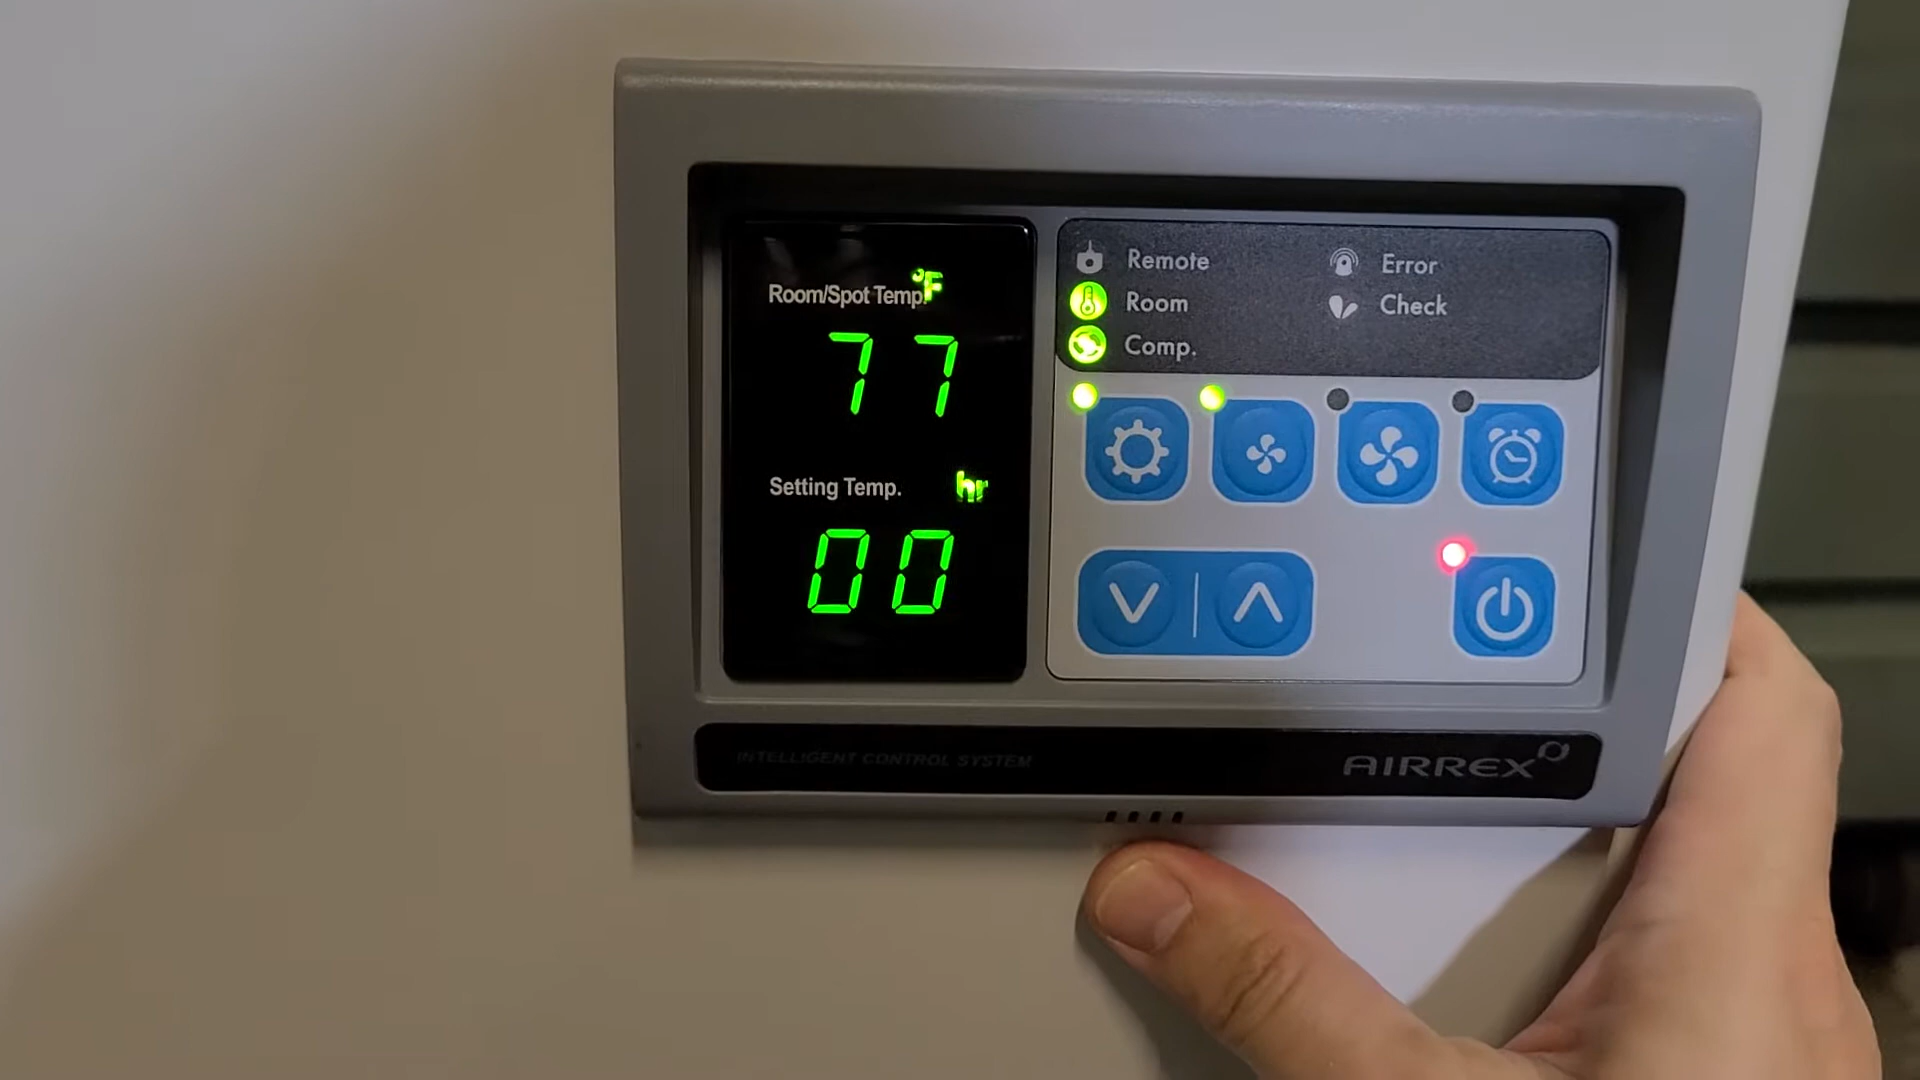 Room/Spot Temp. °F
77
Setting Temp. hr
00
Remote
Room
Comp.
Error
Check
INTELLIGENT CONTROL SYSTEM
AIRREX